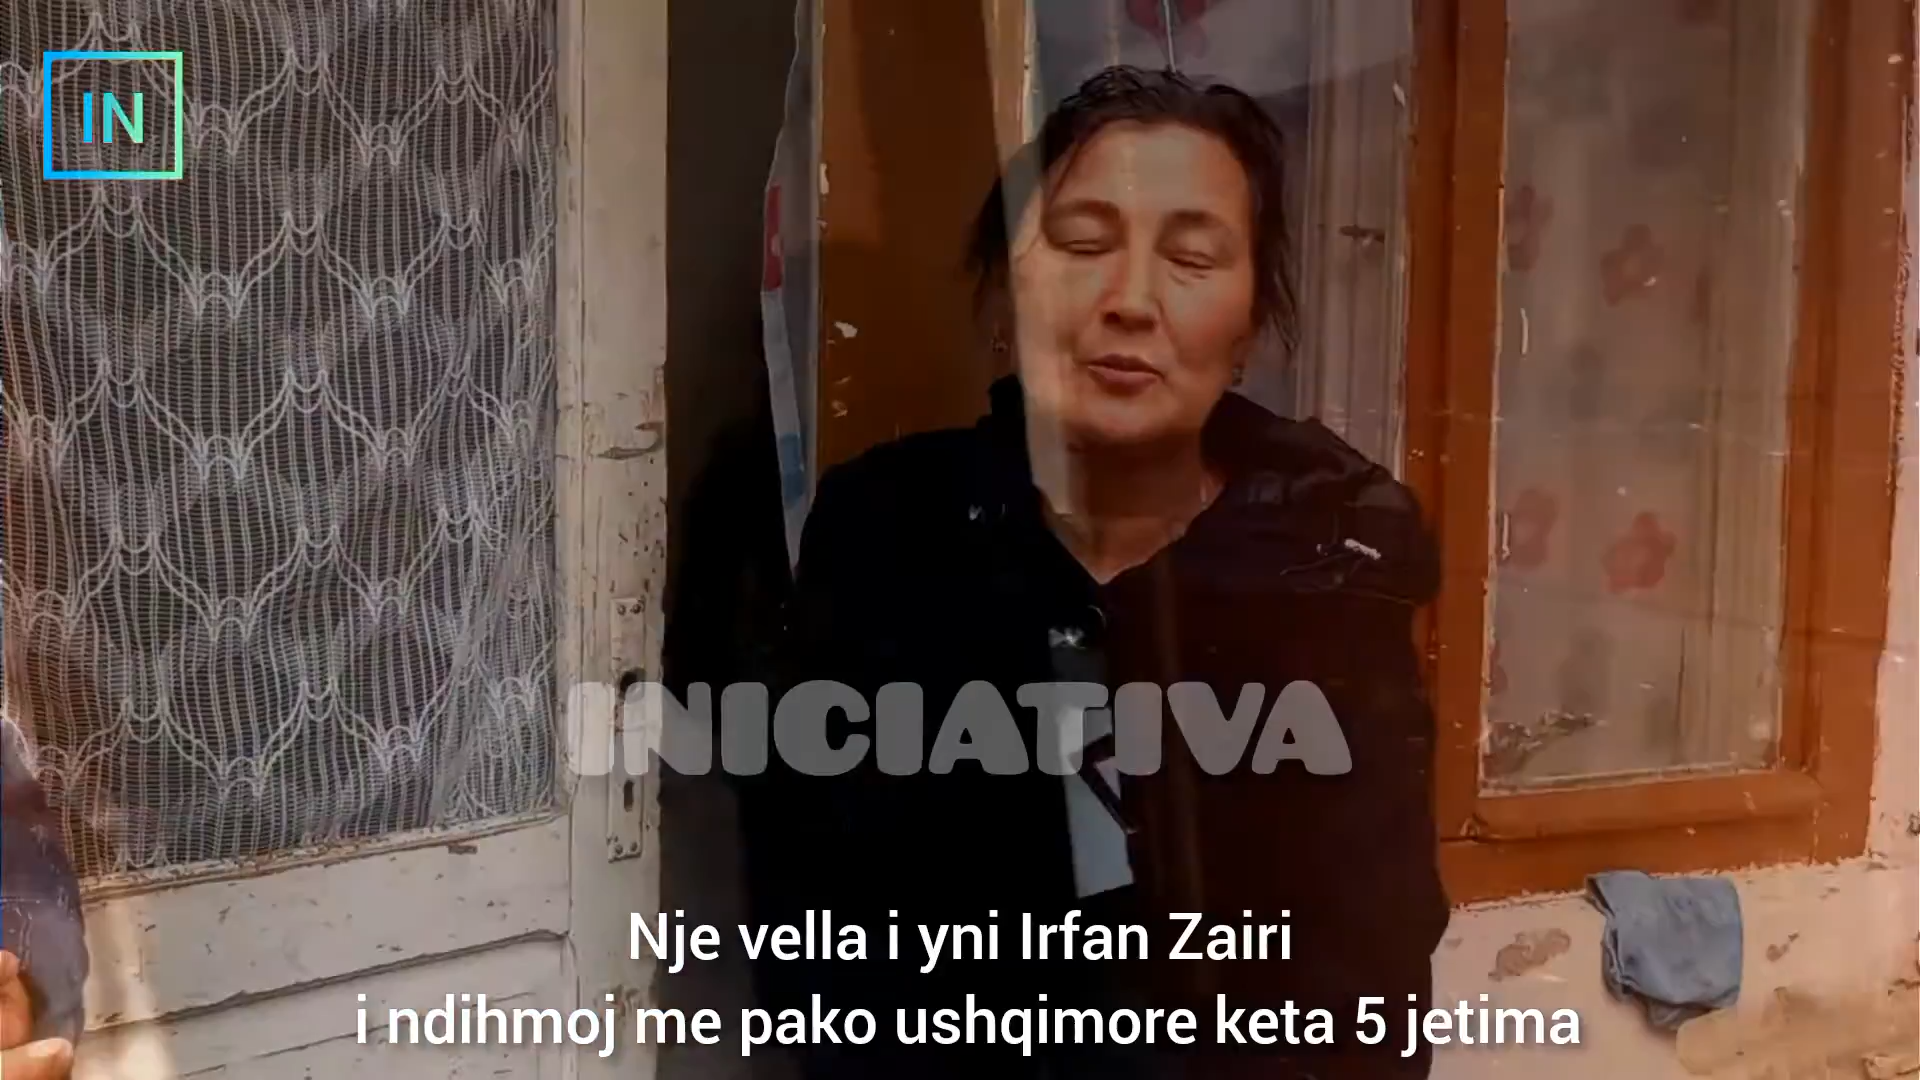 IN
INICIATIVA
Nje vella i yni Irfan Zairi
i ndihmoj me pako ushqimore keta 5 jetima